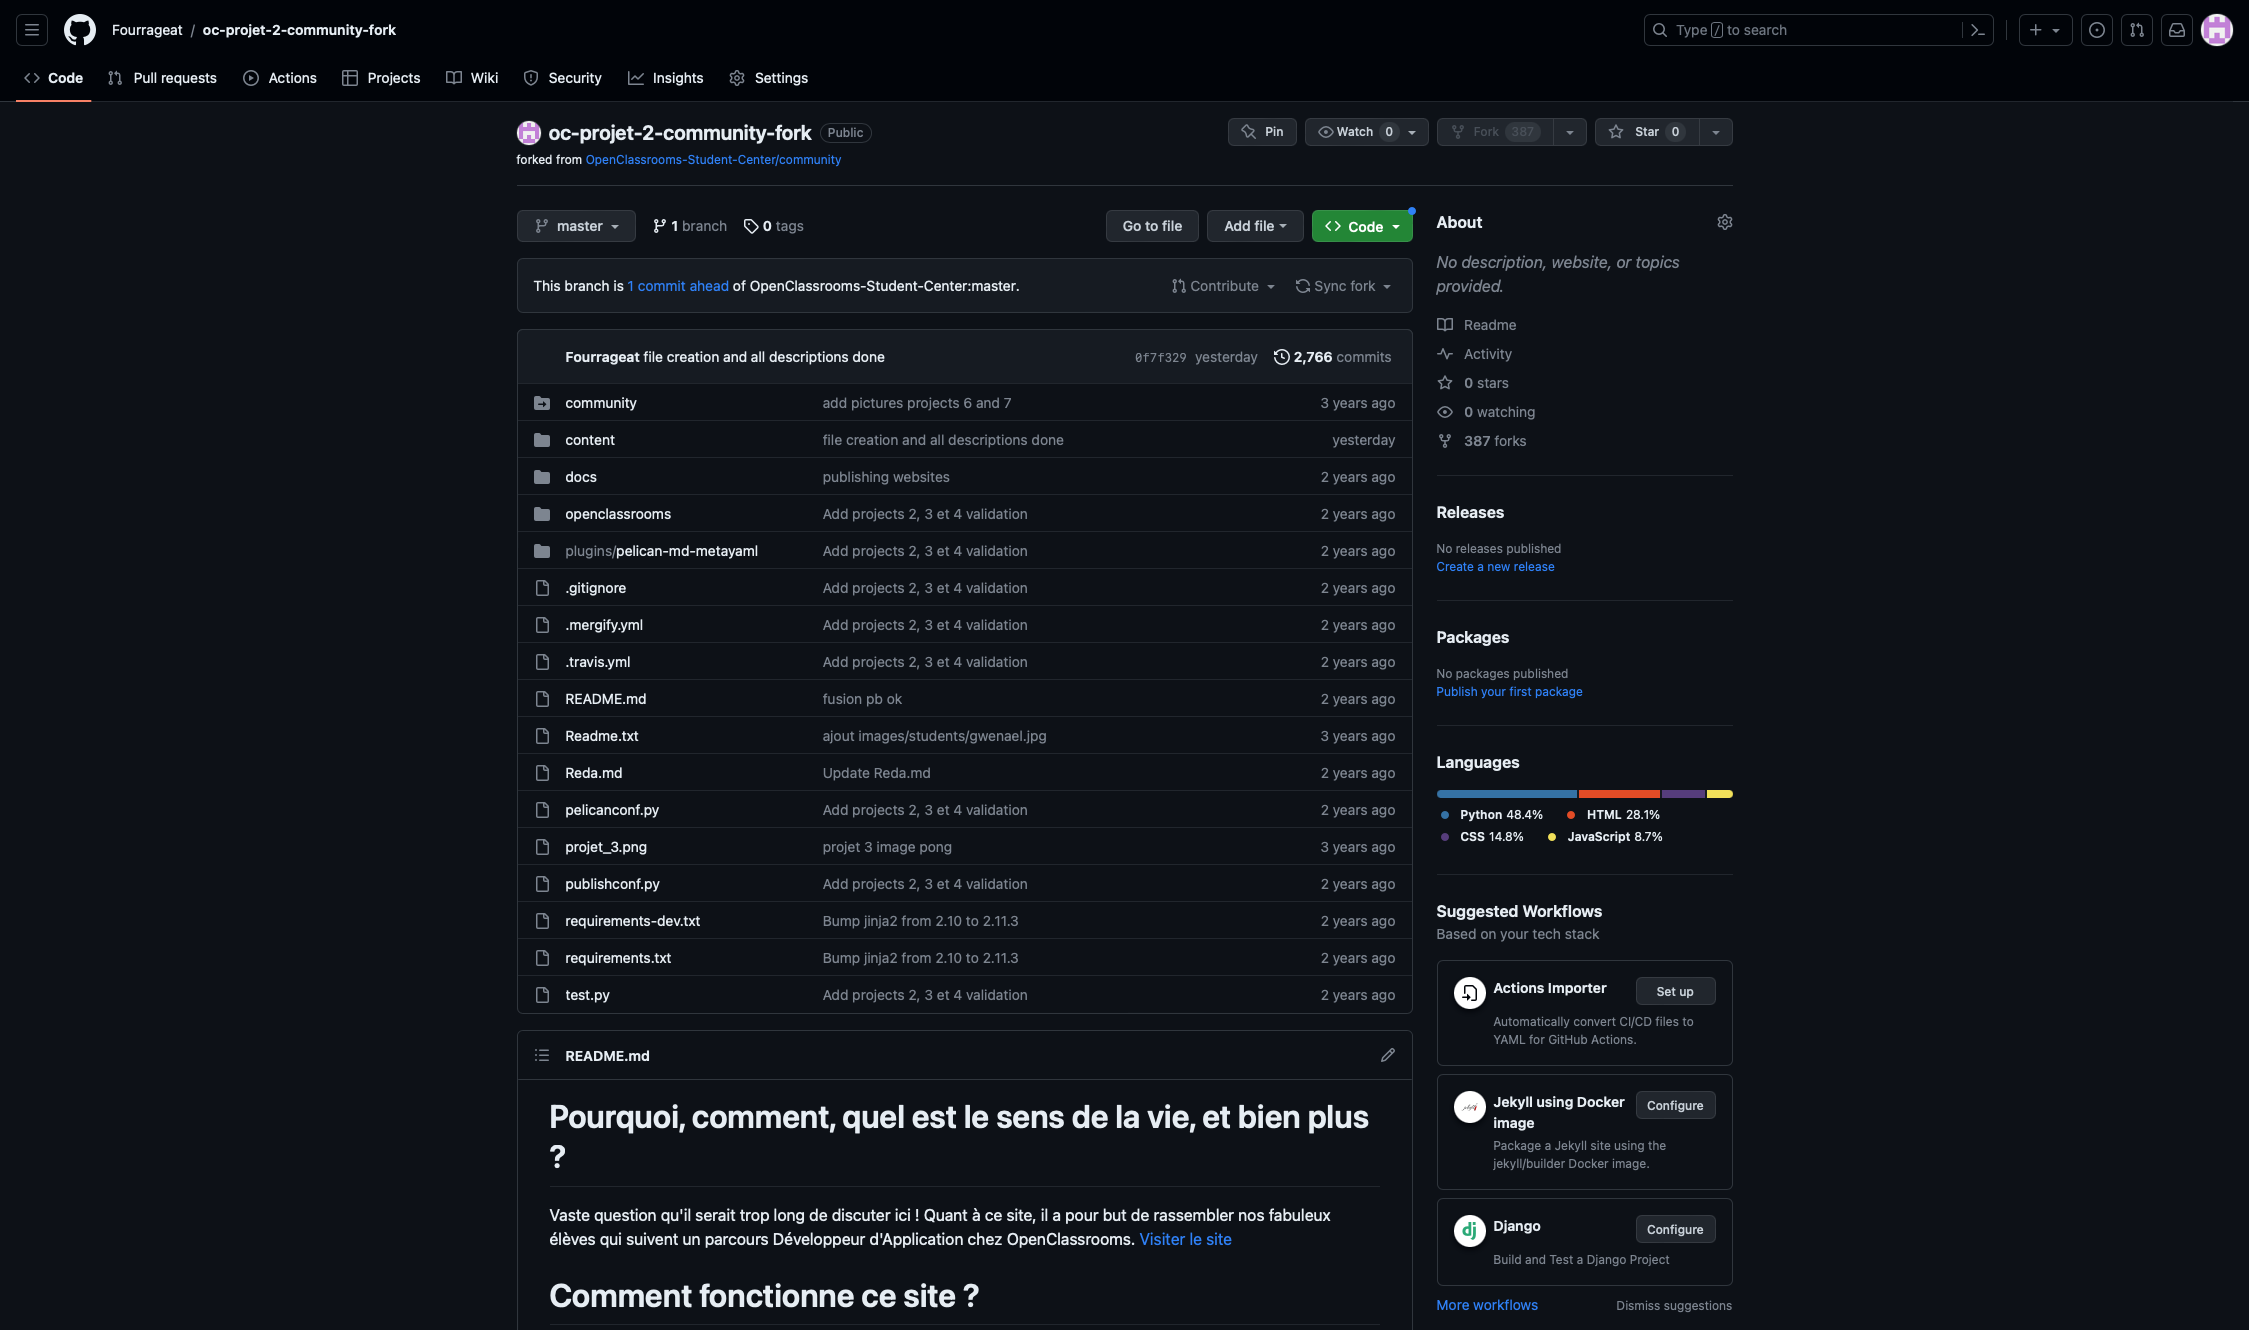 Fourrageat / oc-projet-2-community-fork
Type / to search
Code Pull requests Actions Projects Wiki Security Insights Settings
oc-projet-2-community-fork Public
Pin Watch 0 Fork 387 Star 0
forked from OpenClassrooms-Student-Center/community
master 1 branch 0 tags Go to file Add file Code
This branch is 1 commit ahead of OpenClassrooms-Student-Center:master. Contribute Sync fork
Fourrageat file creation and all descriptions done 0f7f329 yesterday 2,766 commits
community add pictures projects 6 and 7 3 years ago
content file creation and all descriptions done yesterday
docs publishing websites 2 years ago
openclassrooms Add projects 2, 3 et 4 validation 2 years ago
plugins/pelican-md-metayaml Add projects 2, 3 et 4 validation 2 years ago
.gitignore Add projects 2, 3 et 4 validation 2 years ago
.mergify.yml Add projects 2, 3 et 4 validation 2 years ago
.travis.yml Add projects 2, 3 et 4 validation 2 years ago
README.md fusion pb ok 2 years ago
Readme.txt ajout images/students/gwenael.jpg 3 years ago
Reda.md Update Reda.md 2 years ago
pelicanconf.py Add projects 2, 3 et 4 validation 2 years ago
projet_3.png projet 3 image pong 3 years ago
publishconf.py Add projects 2, 3 et 4 validation 2 years ago
requirements-dev.txt Bump jinja2 from 2.10 to 2.11.3 2 years ago
requirements.txt Bump jinja2 from 2.10 to 2.11.3 2 years ago
test.py Add projects 2, 3 et 4 validation 2 years ago
README.md
Pourquoi, comment, quel est le sens de la vie, et bien plus
?
Vaste question qu'il serait trop long de discuter ici ! Quant à ce site, il a pour but de rassembler nos fabuleux
élèves qui suivent un parcours Développeur d'Application chez OpenClassrooms. Visiter le site
Comment fonctionne ce site ?
About
No description, website, or topics
provided.
Readme
Activity
0 stars
0 watching
387 forks
Releases
No releases published
Create a new release
Packages
No packages published
Publish your first package
Languages
Python 48.4% HTML 28.1%
CSS 14.8% JavaScript 8.7%
Suggested Workflows
Based on your tech stack
Actions Importer Set up
Automatically convert CI/CD files to
YAML for GitHub Actions.
Jekyll using Docker Configure
image
Package a Jekyll site using the
jekyll/builder Docker image.
dj Django Configure
Build and Test a Django Project
More workflows Dismiss suggestions